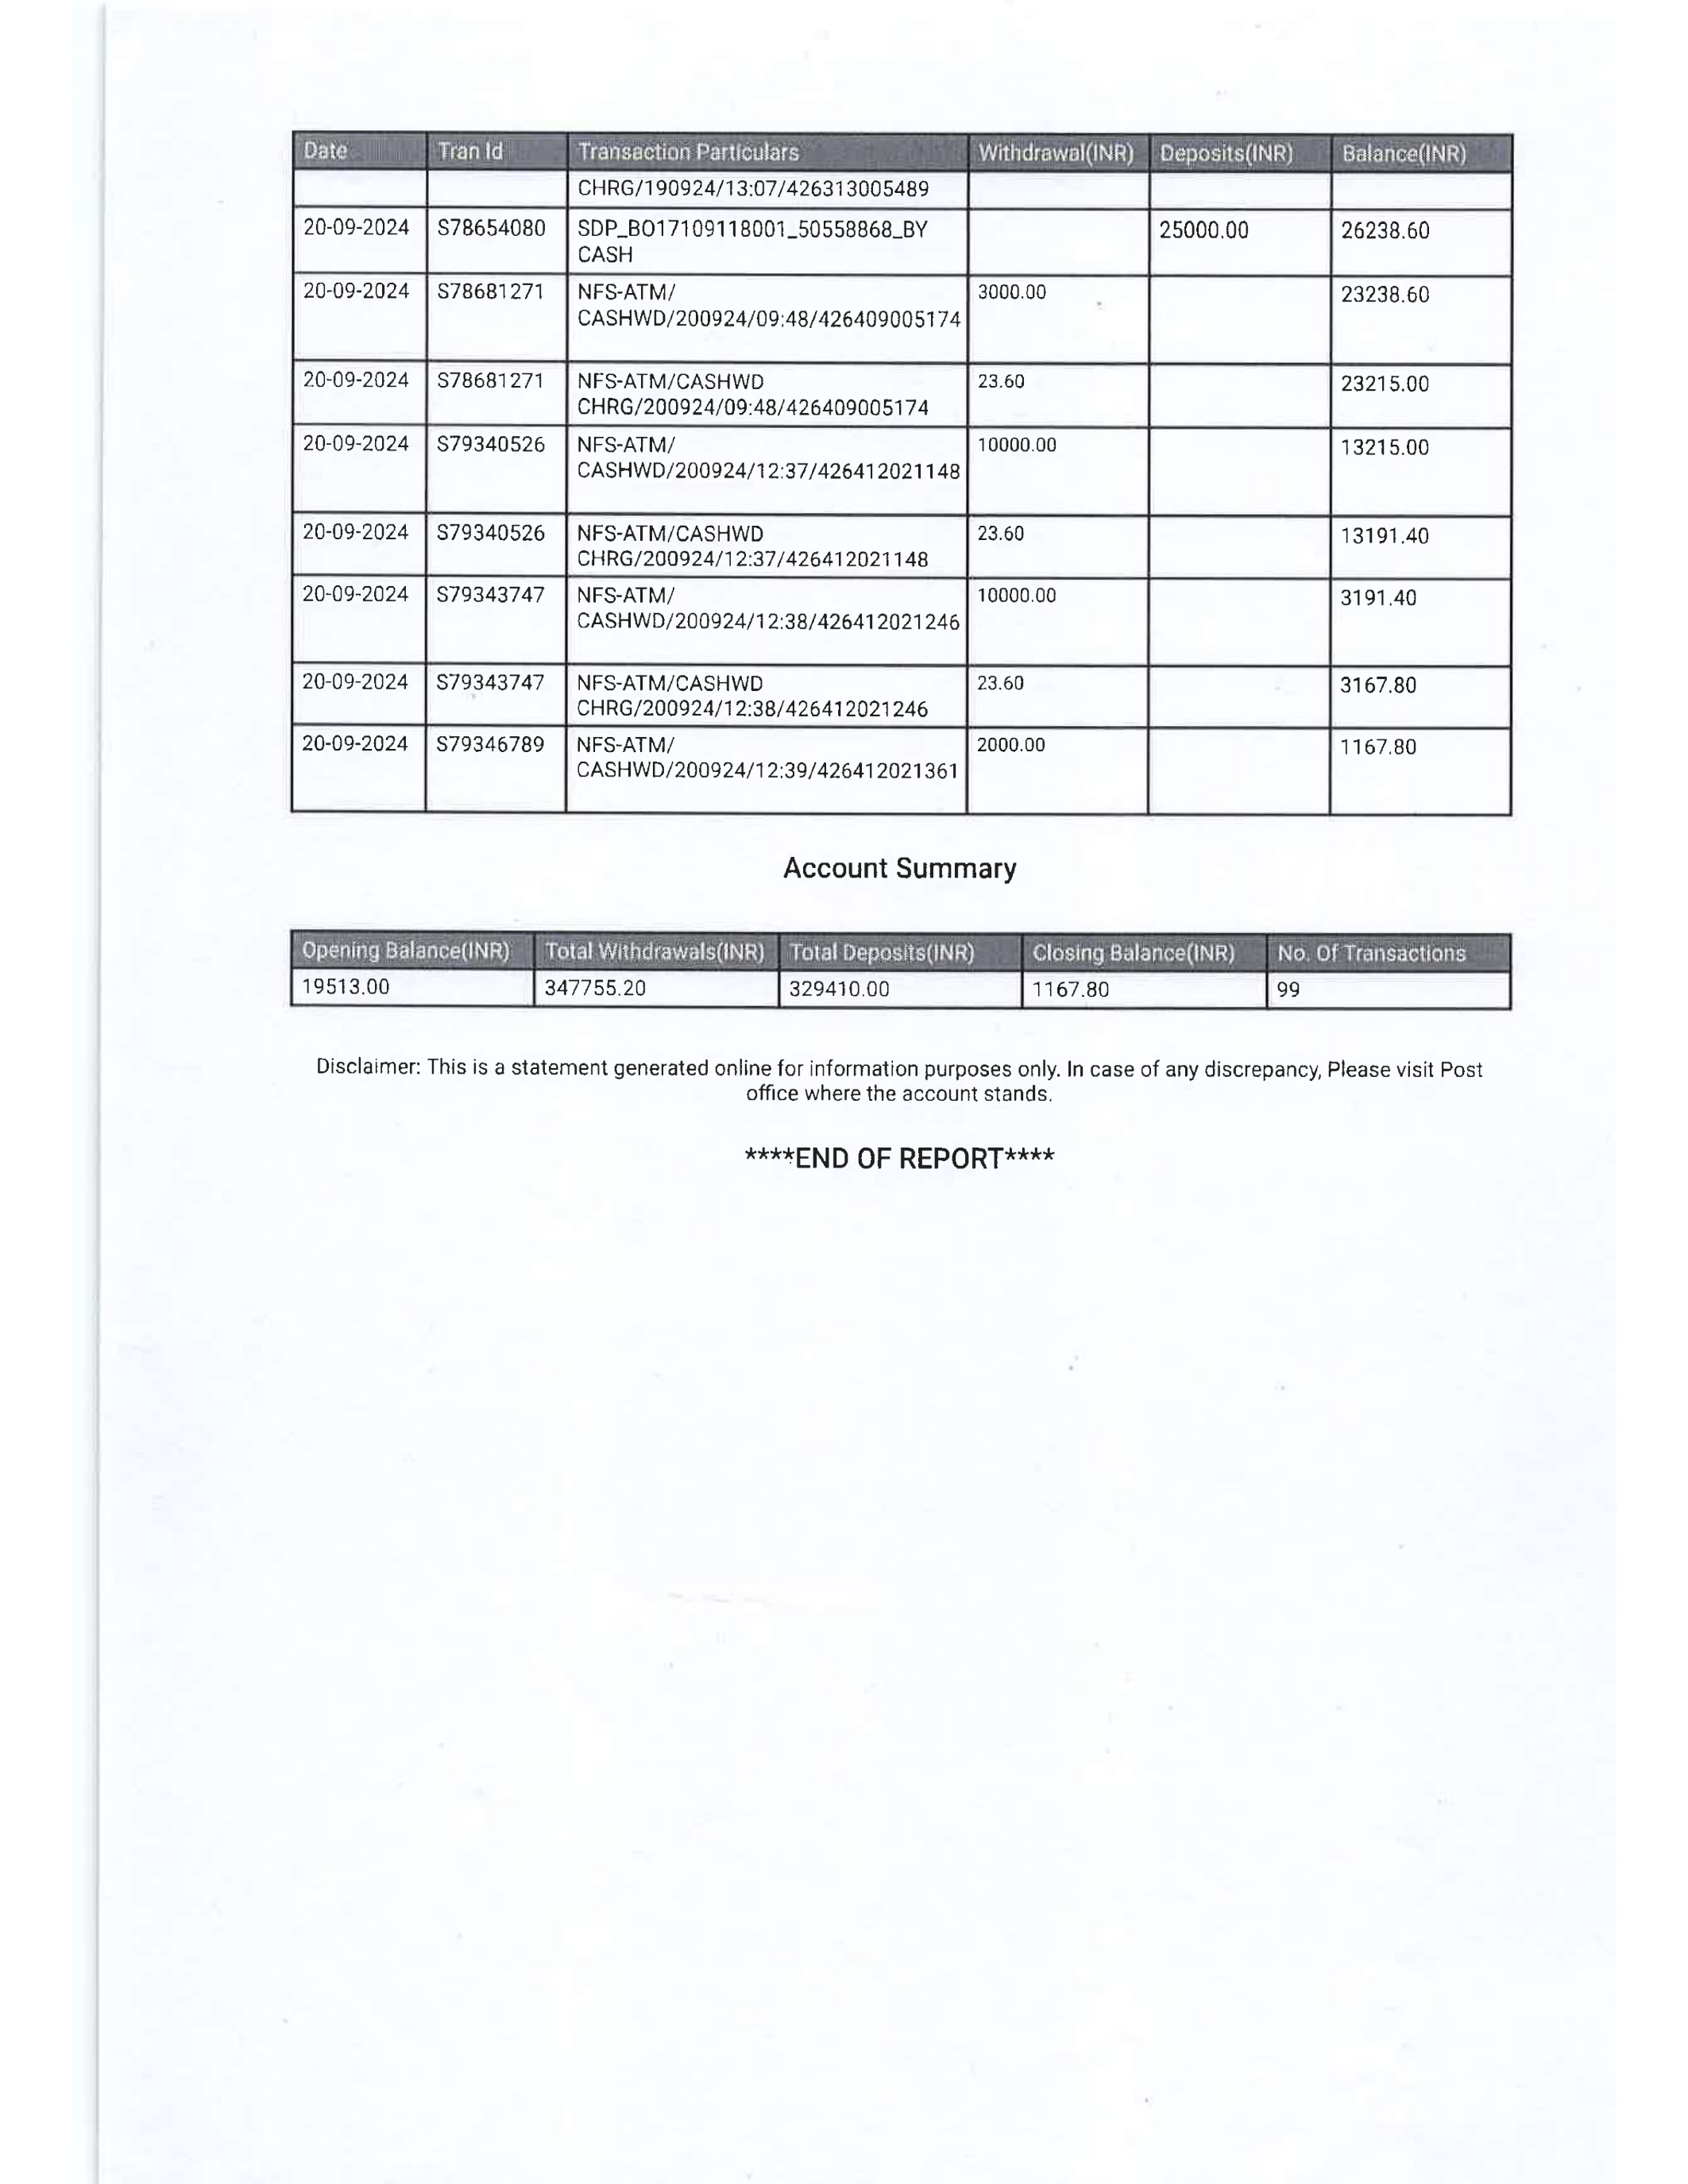 Date Tran Id Transaction Particulars Withdrawal(INR) Deposits(INR) Balance(INR)
CHRG/190924/13:07/426313005489
20-09-2024 S78654080 SDP_BO17109118001_50558868_BY 25000.00 26238.60
CASH
20-09-2024 S78681271 NFS-ATM/ 3000.00 23238.60
CASHWD/200924/09:48/426409005174
20-09-2024 S78681271 NFS-ATM/CASHWD 23.60 23215.00
CHRG/200924/09:48/426409005174
20-09-2024 S79340526 NFS-ATM/ 10000.00 13215.00
CASHWD/200924/12:37/426412021148
20-09-2024 S79340526 NFS-ATM/CASHWD 23.60 13191.40
CHRG/200924/12:37/426412021148
20-09-2024 S79343747 NFS-ATM/ 10000.00 3191.40
CASHWD/200924/12:38/426412021246
20-09-2024 S79343747 NFS-ATM/CASHWD 23.60 3167.80
CHRG/200924/12:38/426412021246
20-09-2024 S79346789 NFS-ATM/ 2000.00 1167.80
CASHWD/200924/12:39/426412021361
Account Summary
Opening Balance(INR) Total Withdrawals(INR) Total Deposits(INR) Closing Balance(INR) No. Of Transactions
19513.00 347755.20 329410.00 1167.80 99
Disclaimer: This is a statement generated online for information purposes only. In case of any discrepancy, Please visit Post
office where the account stands.
****END OF REPORT****